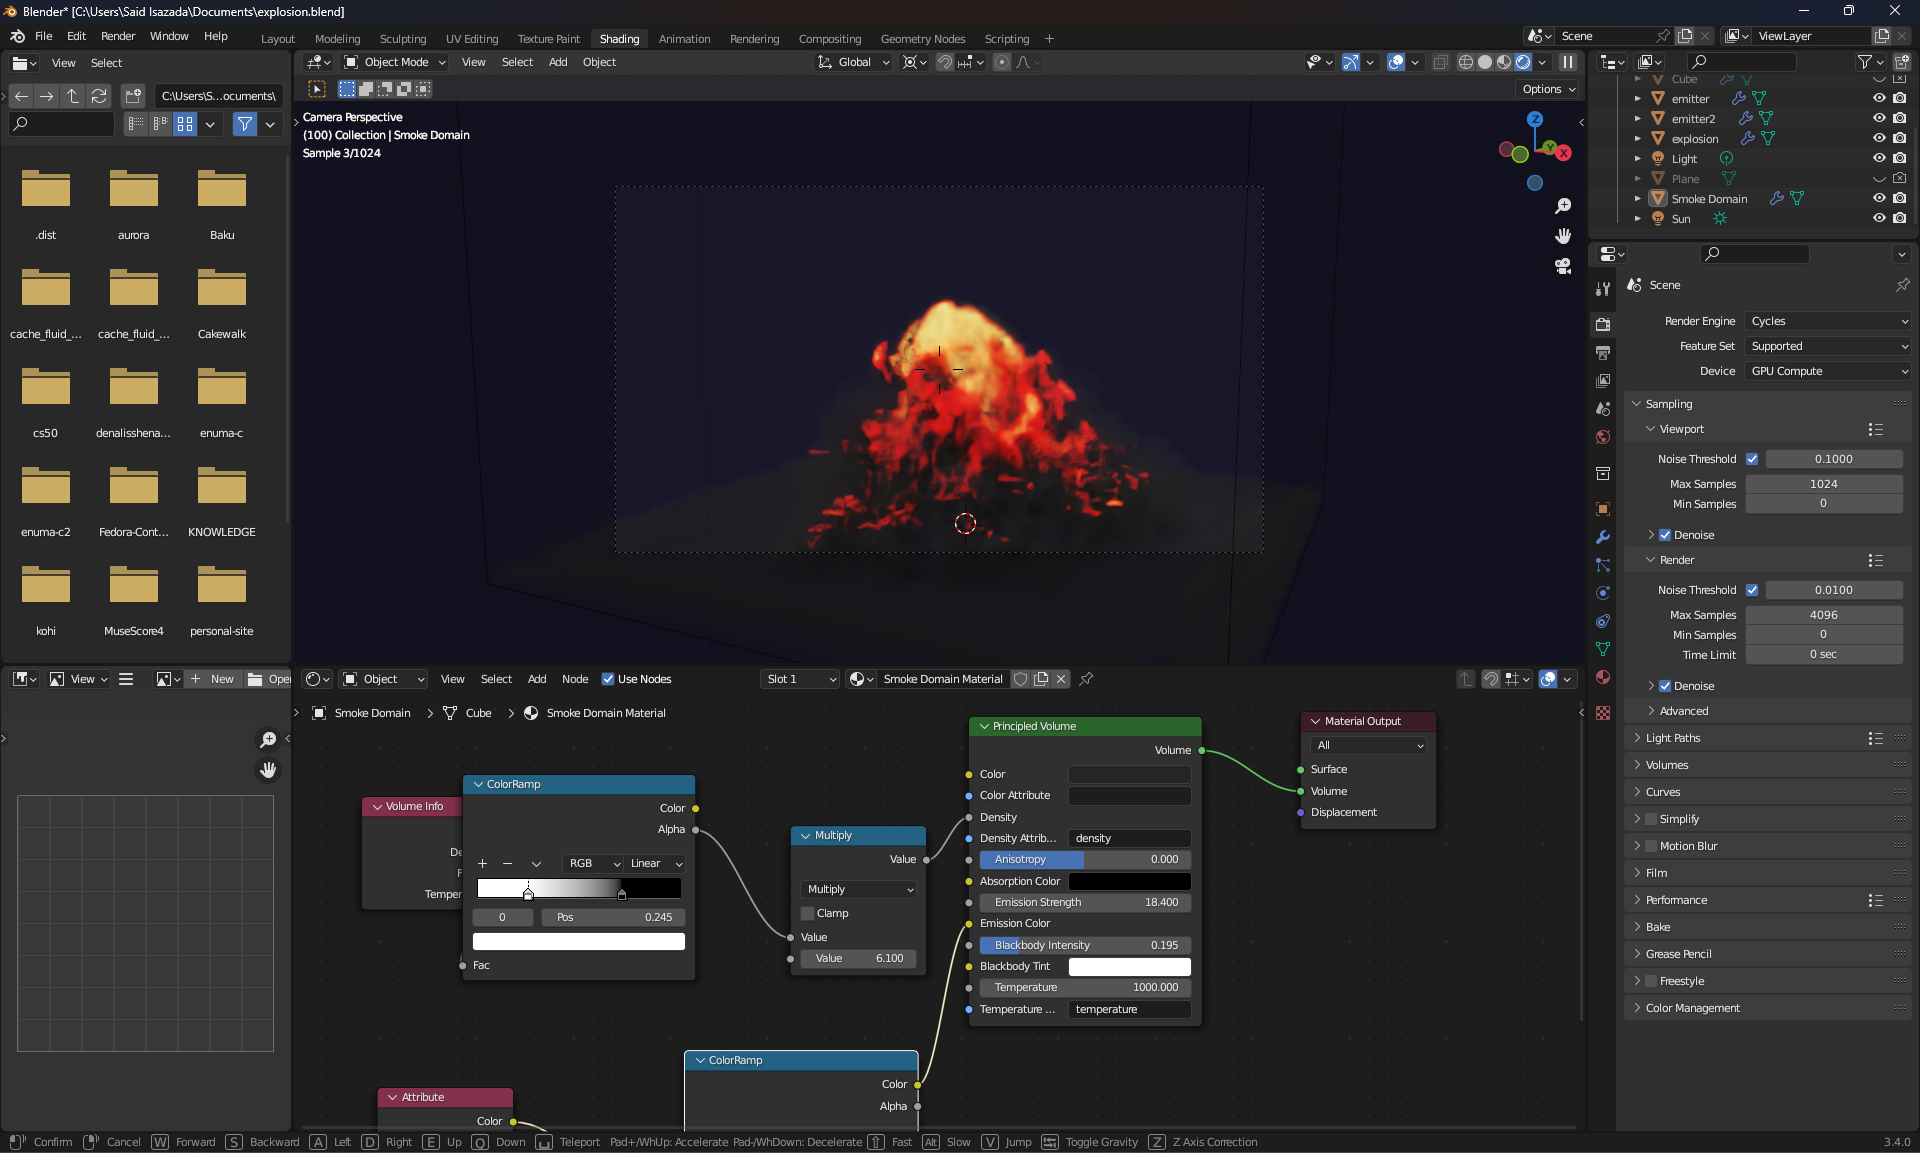 Blender* [C:\Users\Said Isazada\Documents\explosion.blend]
File Edit Render Window Help Layout Modeling Sculpting UV Editing Texture Paint Shading Animation Rendering Compositing Geometry Nodes Scripting + Scene ViewLayer
View Select
C:\Users\S...ocuments\
.dist aurora Baku
cache_fluid_... cache_fluid_... Cakewalk
cs50 denalisshena... enuma-c
enuma-c2 Fedora-Cont... KNOWLEDGE
kohi MuseScore4 personal-site
Object Mode View Select Add Object Global
Options
Camera Perspective
(100) Collection | Smoke Domain
Sample 3/1024
Z
Y
X
Cube
emitter
emitter2
explosion
Light
Plane
Smoke Domain
Sun
Scene
Render Engine Cycles
Feature Set Supported
Device GPU Compute
Sampling
Viewport
Noise Threshold 0.1000
Max Samples 1024
Min Samples 0
Denoise
Render
Noise Threshold 0.0100
Max Samples 4096
Min Samples 0
Time Limit 0 sec
Denoise
Advanced
Light Paths
Volumes
Curves
Simplify
Motion Blur
Film
Performance
Bake
Grease Pencil
Freestyle
Color Management
View + New Open
Object View Select Add Node Use Nodes Slot 1 Smoke Domain Material
Smoke Domain > Cube > Smoke Domain Material
Volume Info
De
F
Temper
ColorRamp
Color
Alpha
+ − RGB Linear
0 Pos 0.245
Fac
Multiply
Value
Multiply
Clamp
Value
Value 6.100
Principled Volume
Volume
Color
Color Attribute
Density
Density Attrib... density
Anisotropy 0.000
Absorption Color
Emission Strength 18.400
Emission Color
Blackbody Intensity 0.195
Blackbody Tint
Temperature 1000.000
Temperature ... temperature
Material Output
All
Surface
Volume
Displacement
ColorRamp
Color
Alpha
Attribute
Color
Confirm Cancel W Forward S Backward A Left D Right E Up Q Down Teleport Pad+/WhUp: Accelerate Pad-/WhDown: Decelerate Fast Alt Slow V Jump Toggle Gravity Z Z Axis Correction 3.4.0